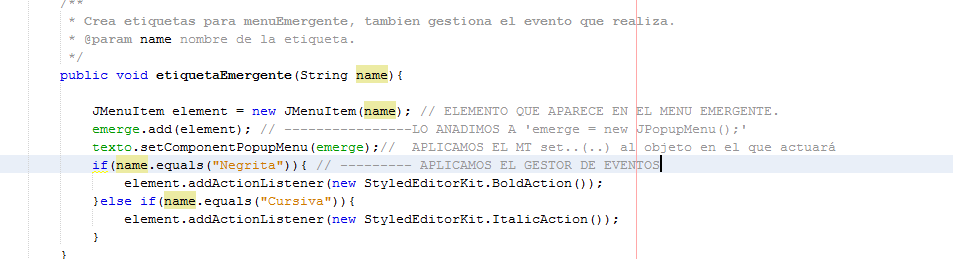 /**
* Crea etiquetas para menuEmergente, tambien gestiona el evento que realiza.
* @param name nombre de la etiqueta.
*/
public void etiquetaEmergente(String name){
JMenuItem element = new JMenuItem(name); // ELEMENTO QUE APARECE EN EL MENU EMERGENTE.
emerge.add(element); // ----------------LO ANADIMOS A 'emerge = new JPopupMenu();'
texto.setComponentPopupMenu(emerge);// APLICAMOS EL MT set..(..) al objeto en el que actuará
if(name.equals("Negrita")){ // --------- APLICAMOS EL GESTOR DE EVENTOS
element.addActionListener(new StyledEditorKit.BoldAction());
}else if(name.equals("Cursiva")){
element.addActionListener(new StyledEditorKit.ItalicAction());
}
}